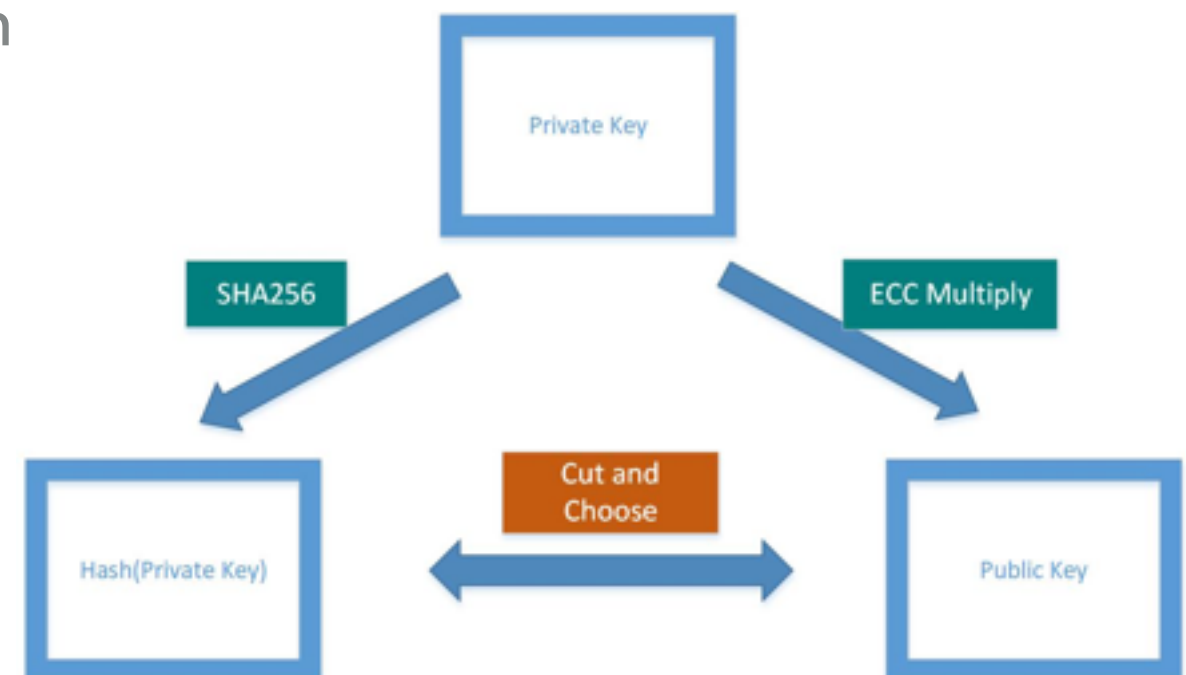 n
Private Key
SHA256
ECC Multiply
Cut and
Choose
Hash(Private Key)
Public Key